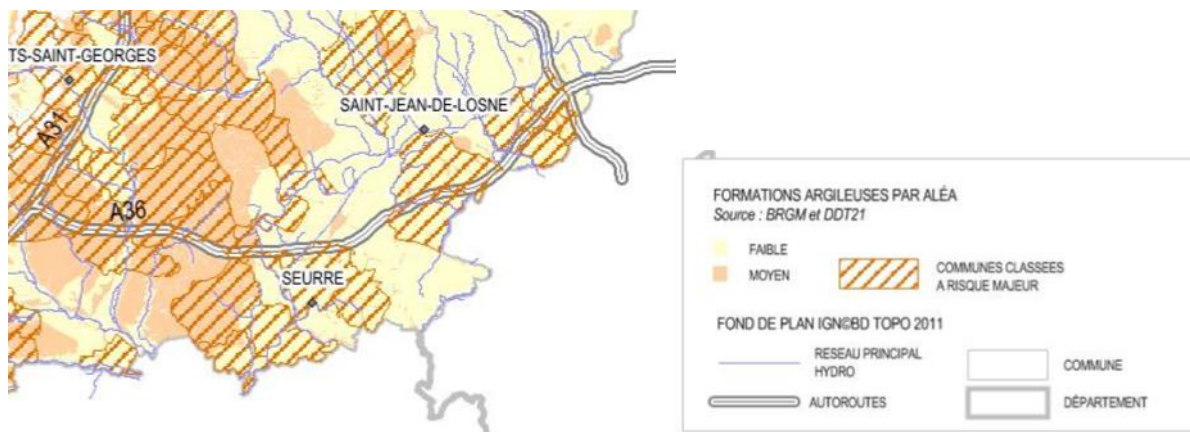 TS-SAINT-GEORGES
SAINT-JEAN-DE-LOSNE
A31
A36
SEURRE
FORMATIONS ARGILEUSES PAR ALÉA
Source : BRGM et DDT21
FAIBLE
MOYEN
COMMUNES CLASSEES
A RISQUE MAJEUR
FOND DE PLAN IGN©BD TOPO 2011
RESEAU PRINCIPAL
HYDRO
COMMUNE
AUTOROUTES
DÉPARTEMENT